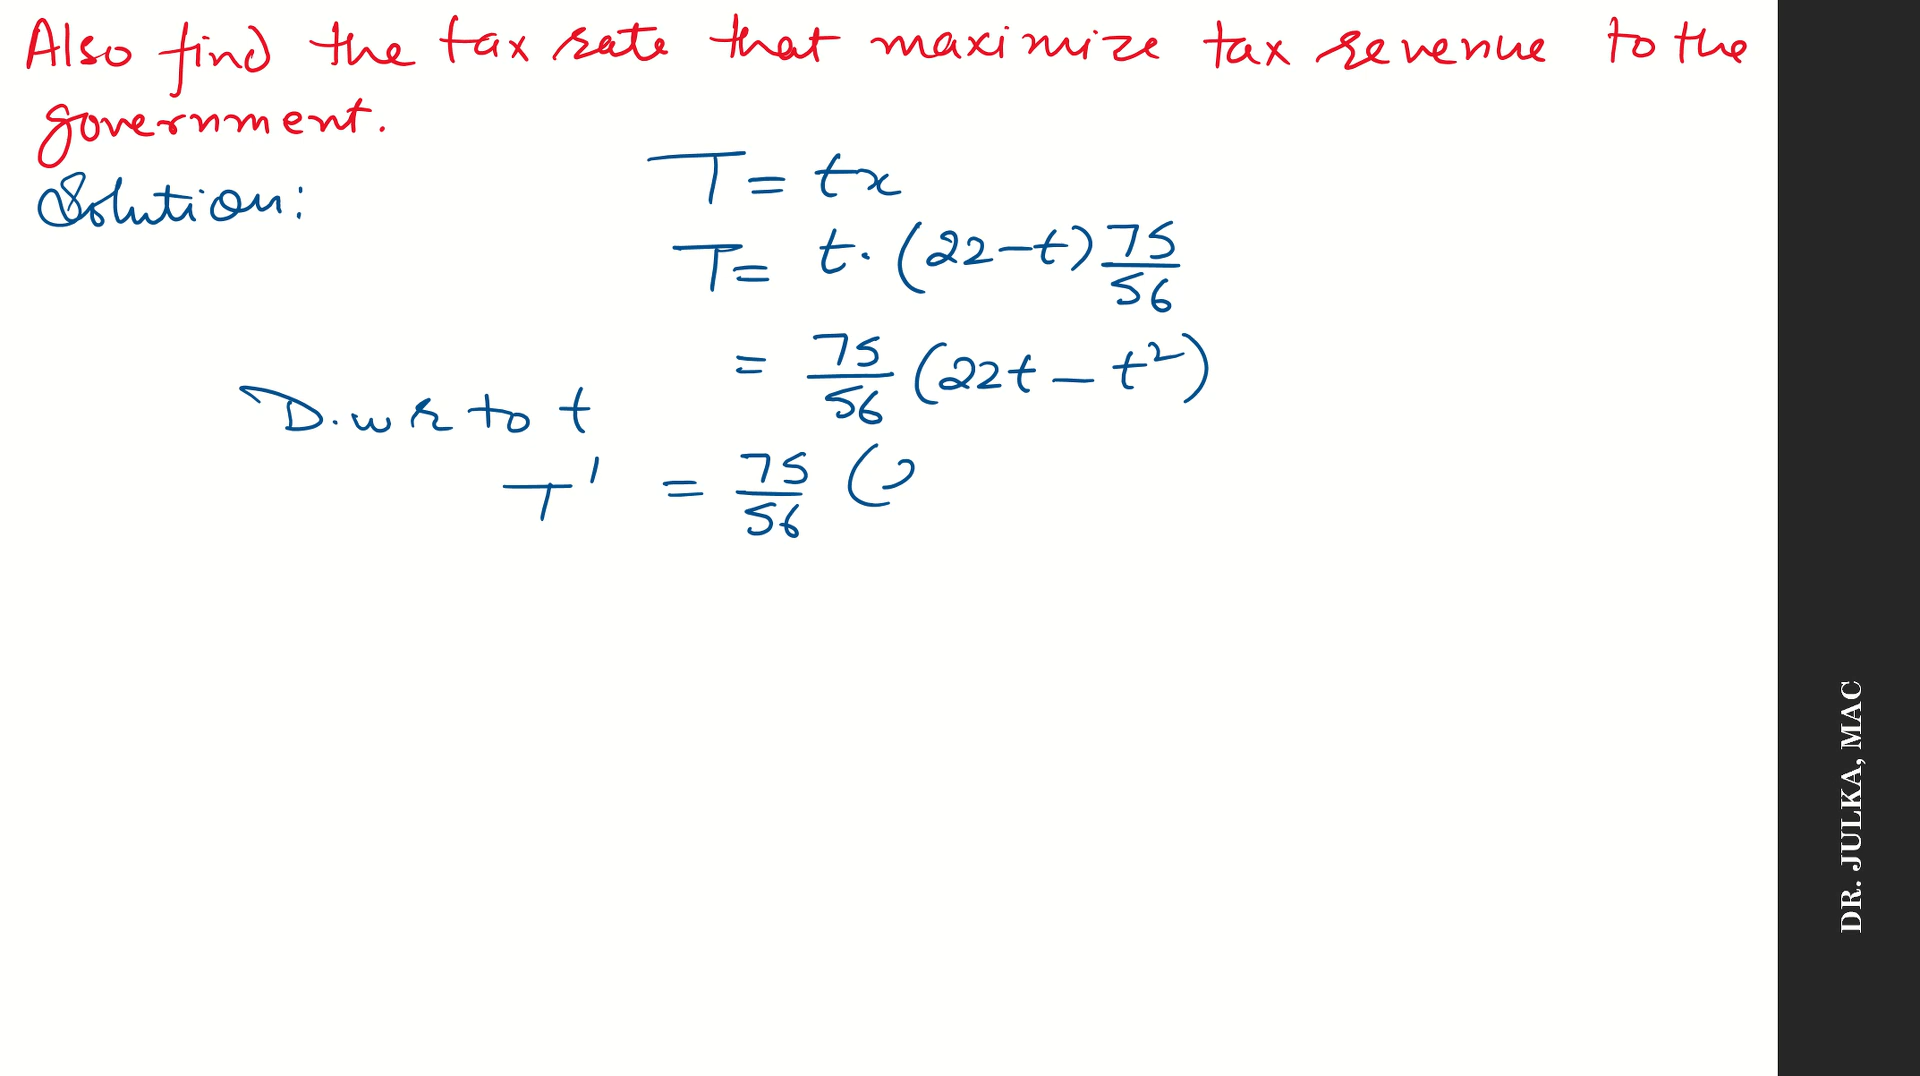 Also find the tax rate that maximize tax revenue to the
government.
Solution:
T = tx
T = t. (22-t) 75/56
= 75/56 (22t - t²)
D.w r to t
T' = 75/56 (2
DR. JULKA, MAC